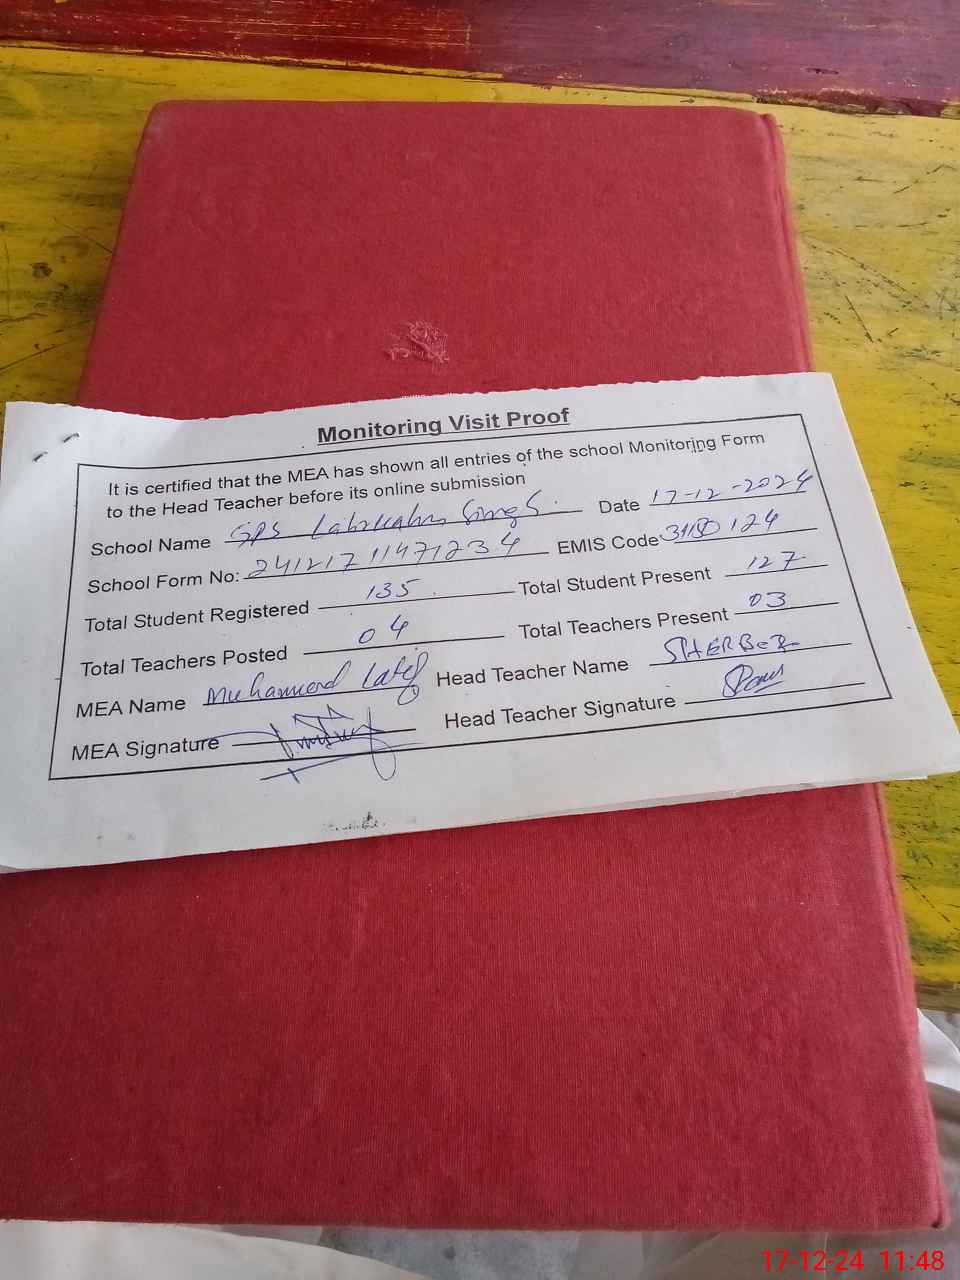 Monitoring Visit Proof
It is certified that the MEA has shown all entries of the school Monitoring Form
to the Head Teacher before its online submission
School Name GPS Date 17-12-2024
School Form No: 24121711471234 EMIS Code
Total Student Registered 135 Total Student Present 127
Total Teachers Posted 04 Total Teachers Present 03
MEA Name Muhammad Latif Head Teacher Name
MEA Signature Head Teacher Signature
17-12-24 11:48